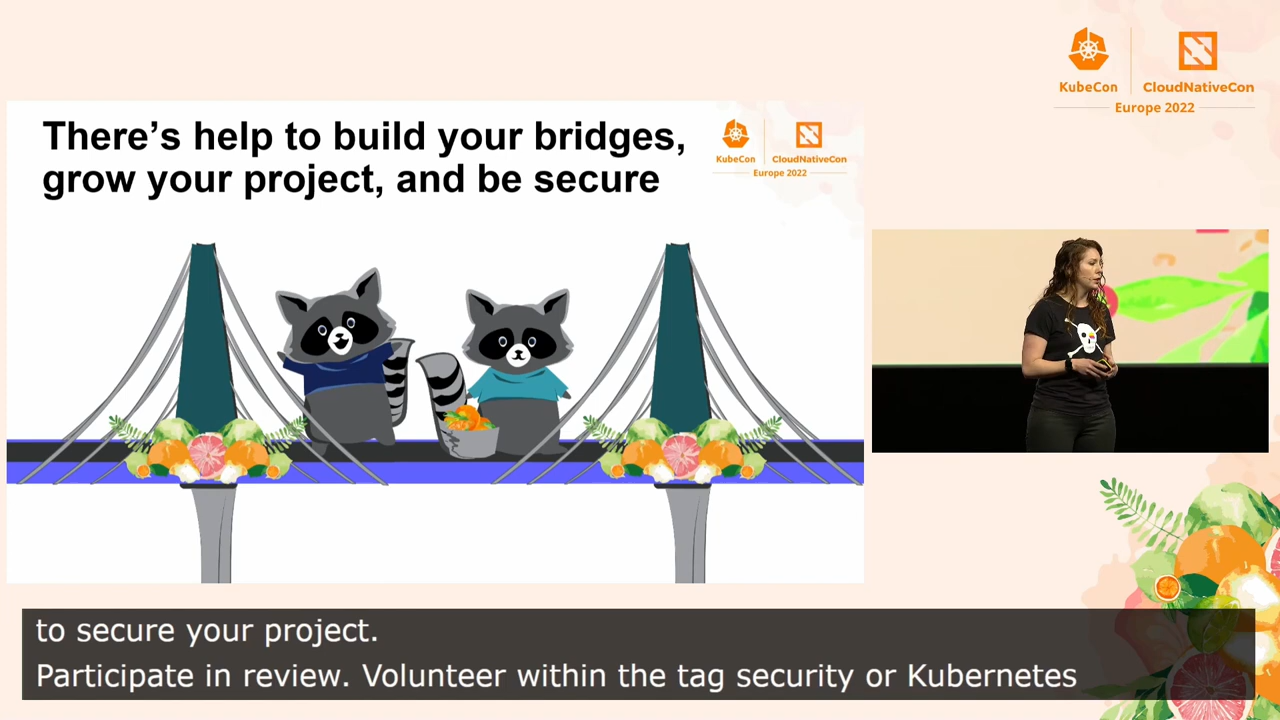 KubeCon
CloudNativeCon
Europe 2022
There's help to build your bridges,
grow your project, and be secure
KubeCon
CloudNativeCon
Europe 2022
to secure your project.
Participate in review. Volunteer within the tag security or Kubernetes